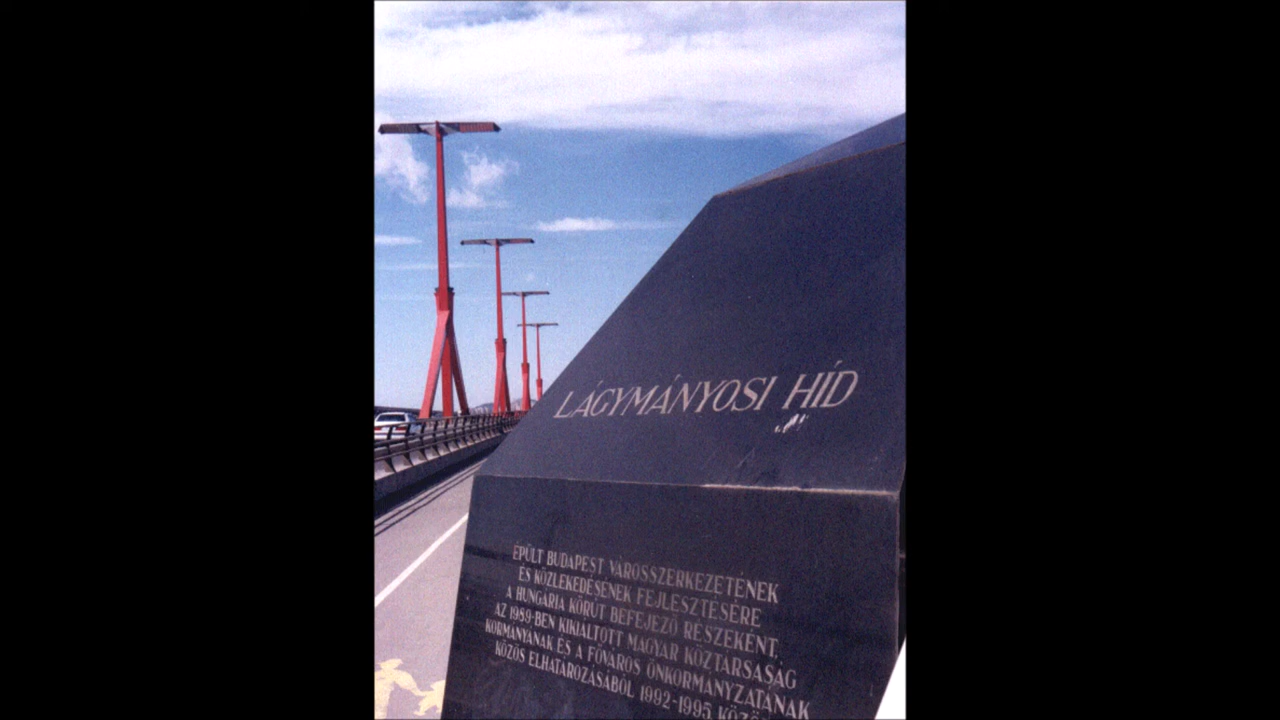 LÁGYMÁNYOSI HÍD
ÉPÜLT BUDAPEST VÁROSSZERKEZETÉNEK
ÉS KÖZLEKEDÉSÉNEK FEJLESZTÉSÉRE
A HUNGÁRIA KÖRÚT BEFEJEZŐ RÉSZEKÉNT,
AZ 1989-BEN KIKIÁLTOTT MAGYAR KÖZTÁRSASÁG
KORMÁNYÁNAK ÉS A FŐVÁROS ÖNKORMÁNYZATÁNAK
KÖZÖS ELHATÁROZÁSÁBÓL 1992-1995 KÖZÖ